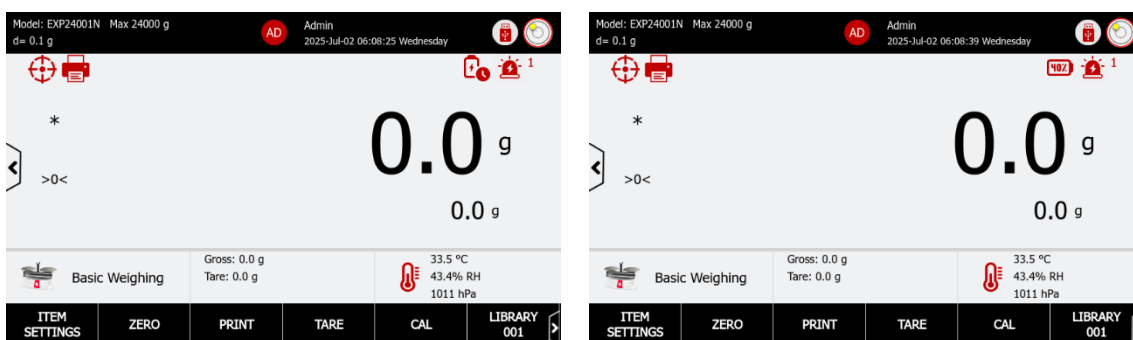 Model: EXP24001N Max 24000 g
d= 0.1 g
AD
Admin
2025-Jul-02 06:08:25 Wednesday
1
*
0.0 g
>0<
0.0 g
Basic Weighing
Gross: 0.0 g
Tare: 0.0 g
33.5 °C
43.4% RH
1011 hPa
ITEM SETTINGS
ZERO
PRINT
TARE
CAL
LIBRARY 001
Model: EXP24001N Max 24000 g
d= 0.1 g
AD
Admin
2025-Jul-02 06:08:39 Wednesday
40%
1
*
0.0 g
>0<
0.0 g
Basic Weighing
Gross: 0.0 g
Tare: 0.0 g
33.5 °C
43.4% RH
1011 hPa
ITEM SETTINGS
ZERO
PRINT
TARE
CAL
LIBRARY 001